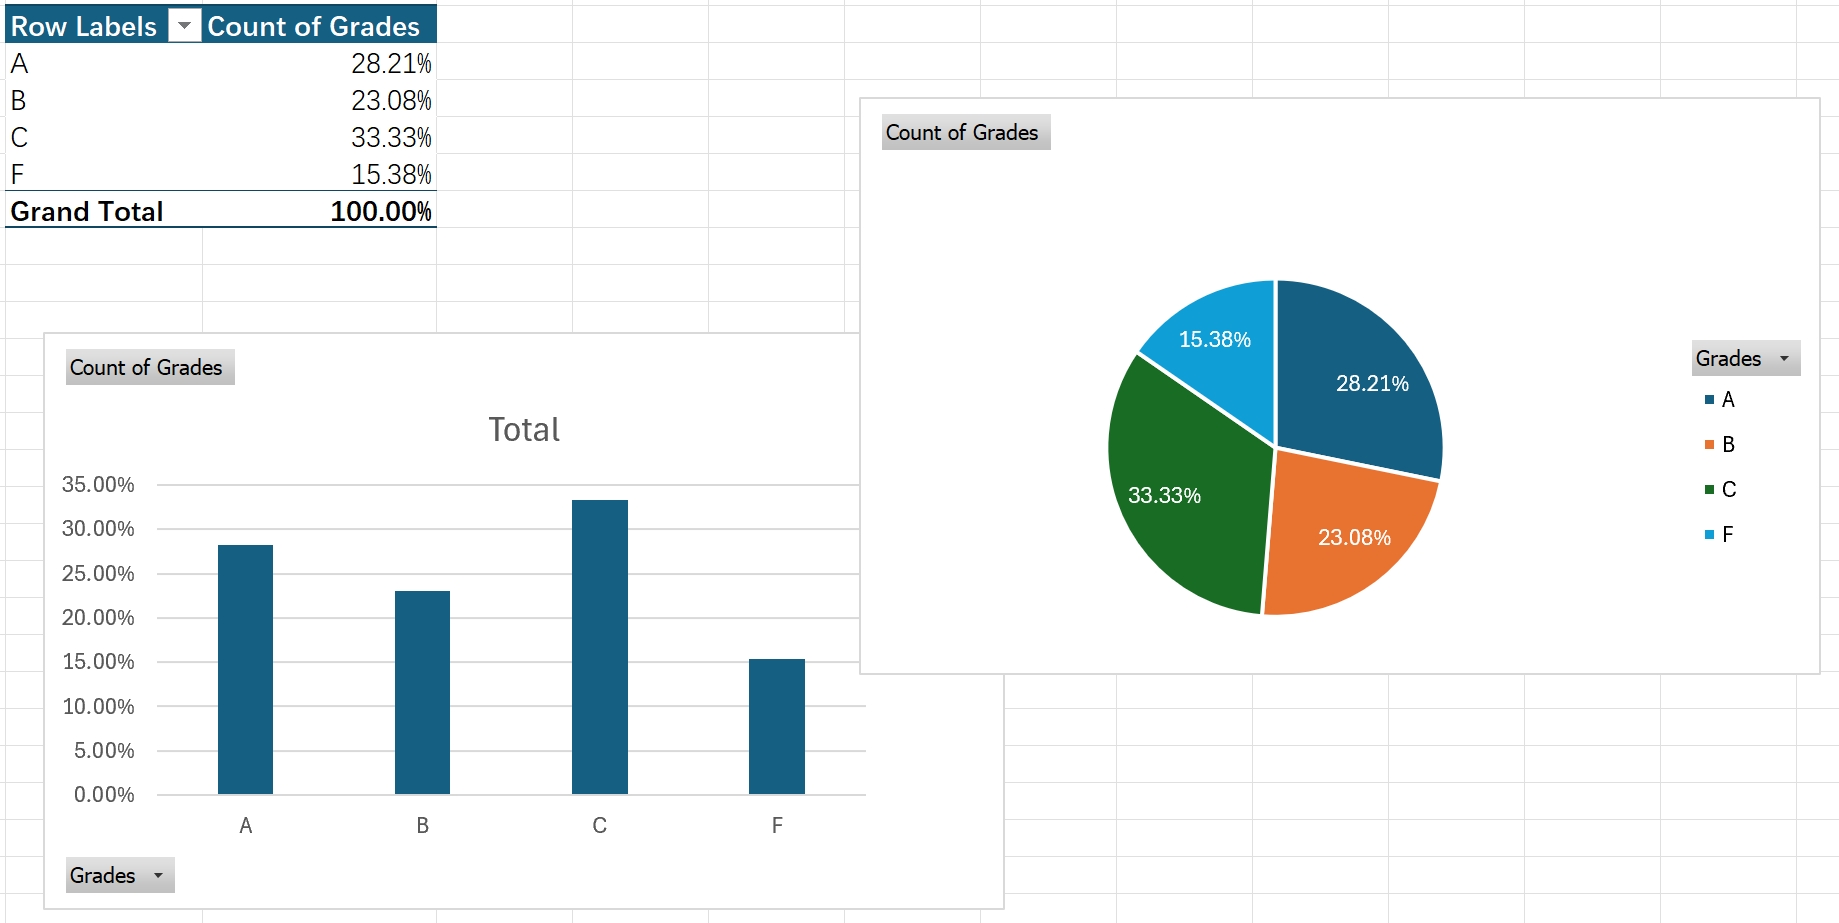 Row Labels Count of Grades
A 28.21%
B 23.08%
C 33.33%
F 15.38%
Grand Total 100.00%
Count of Grades
Total
35.00%
30.00%
25.00%
20.00%
15.00%
10.00%
5.00%
0.00%
A B C F
Grades
Count of Grades
15.38%
28.21%
33.33%
23.08%
Grades
A
B
C
F